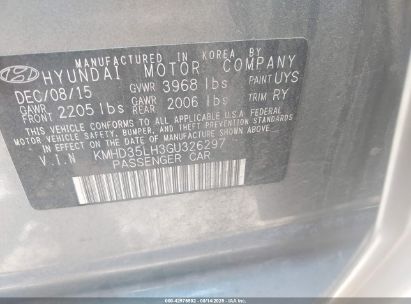 MANUFACTURED IN KOREA BY
HYUNDAI MOTOR COMPANY
DEC/08/15 GVWR 3968 lbs PAINT UYS
GAWR FRONT 2205 lbs GAWR REAR 2006 lbs TRIM RY
THIS VEHICLE CONFORMS TO ALL APPLICABLE FEDERAL
MOTOR VEHICLE SAFETY, BUMPER, AND THEFT PREVENTION STANDARDS
IN EFFECT ON THE DATE OF MANUFACTURE SHOWN ABOVE.
V.I.N KMHD35LH3GU326297
PASSENGER CAR